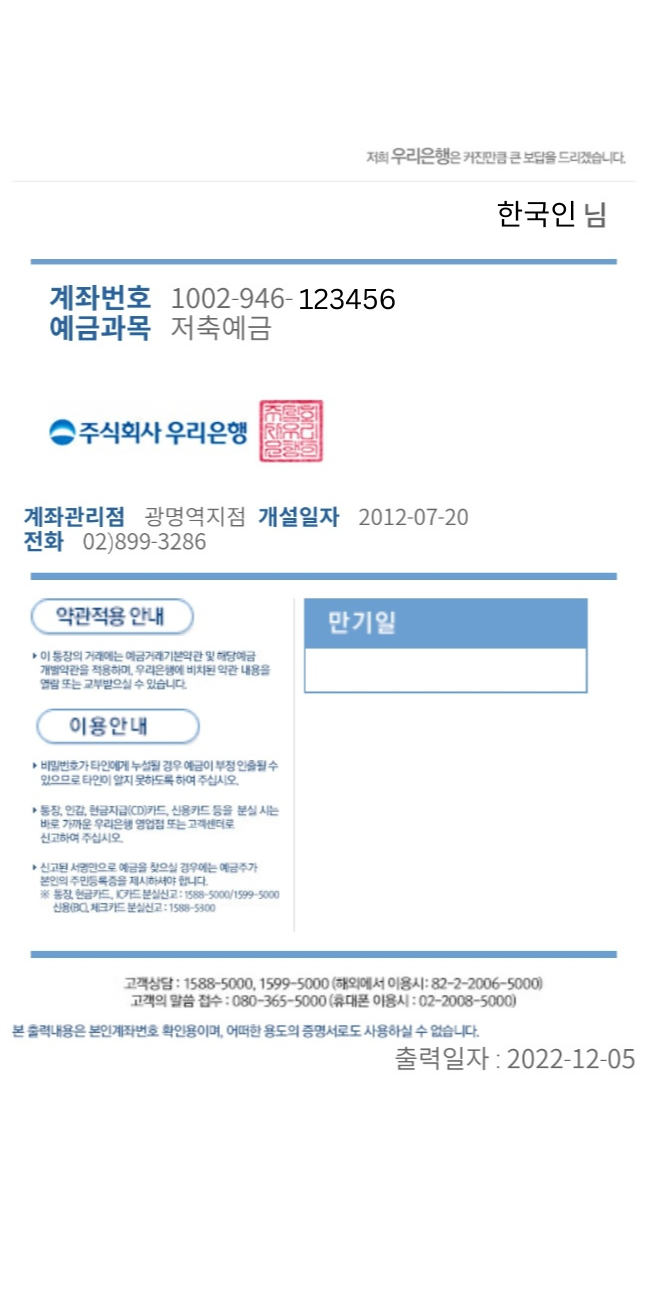 저희 우리은행은 커진만큼 큰 보답을 드리겠습니다.
한국인 님
계좌번호 1002-946-123456
예금과목 저축예금
주식회사 우리은행
계좌관리점 광명역지점 개설일자 2012-07-20
전화 02)899-3286
약관적용 안내
만기일
▸이 통장의 거래에는 예금거래기본약관 및 해당예금
개별약관을 적용하며, 우리은행에 비치된 약관 내용을
열람 또는 교부받으실 수 있습니다.
이용안내
▸비밀번호가 타인에게 누설될 경우 예금이 부정 인출될 수
있으므로 타인이 알지 못하도록 하여 주십시오.
▸통장, 인감, 현금지급(CD)카드, 신용카드 등을 분실 시는
바로 가까운 우리은행 영업점 또는 고객센터로
신고하여 주십시오.
▸신고된 서명만으로 예금을 찾으실 경우에는 예금주가
본인의 주민등록증을 제시하셔야 합니다.
※ 통장, 현금카드, IC카드 분실신고 : 1588-5000/1599-5000
신용(BC), 체크카드 분실신고 : 1588-5300
고객상담 : 1588-5000, 1599-5000 (해외에서 이용시: 82-2-2006-5000)
고객의 말씀 접수 : 080-365-5000 (휴대폰 이용시 : 02-2008-5000)
본 출력내용은 본인계좌번호 확인용이며, 어떠한 용도의 증명서로도 사용하실 수 없습니다.
출력일자 : 2022-12-05